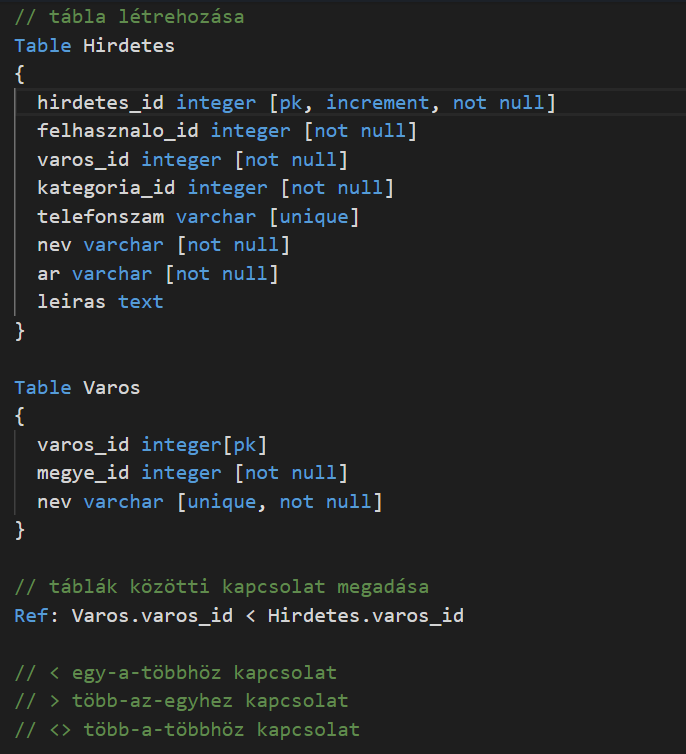 // tábla létrehozása
Table Hirdetes
{
hirdetes_id integer [pk, increment, not null]
felhasznalo_id integer [not null]
varos_id integer [not null]
kategoria_id integer [not null]
telefonszam varchar [unique]
nev varchar [not null]
ar varchar [not null]
leiras text
}
Table Varos
{
varos_id integer[pk]
megye_id integer [not null]
nev varchar [unique, not null]
}
// táblák közötti kapcsolat megadása
Ref: Varos.varos_id < Hirdetes.varos_id
// < egy-a-többhöz kapcsolat
// > több-az-egyhez kapcsolat
// <> több-a-többhöz kapcsolat